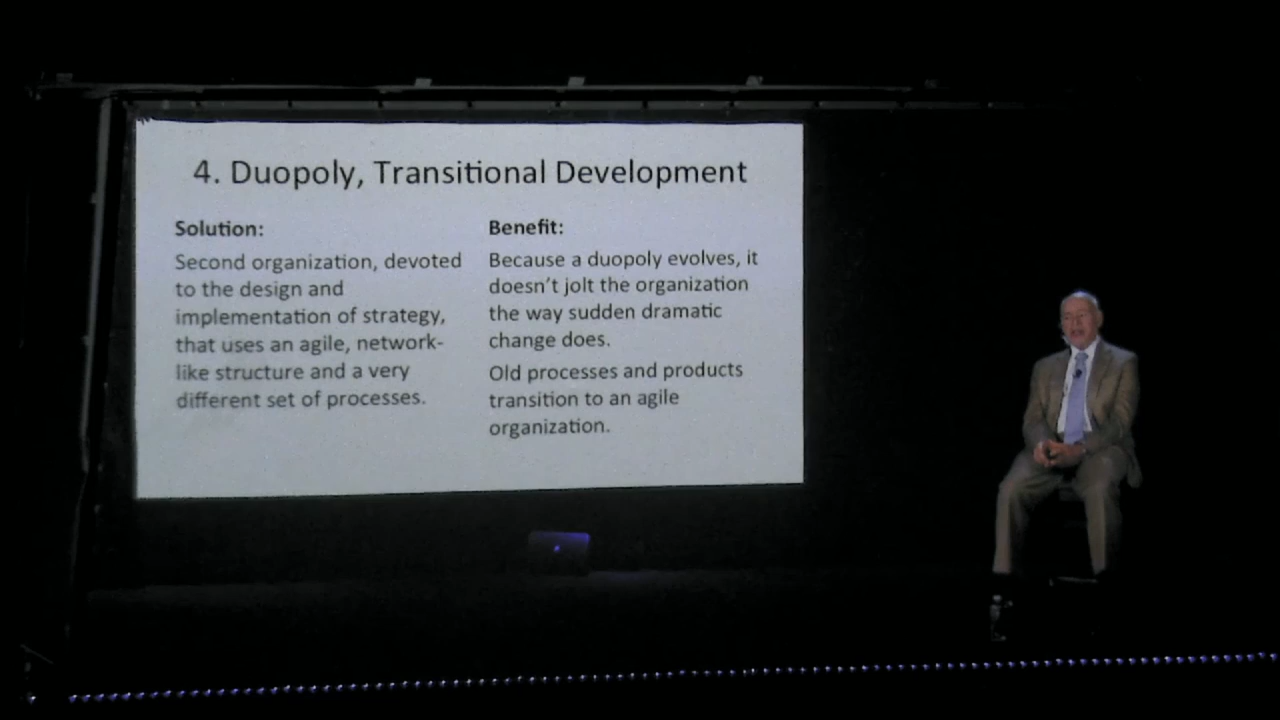 4. Duopoly, Transitional Development
Solution:
Second organization, devoted
to the design and
implementation of strategy,
that uses an agile, network-
like structure and a very
different set of processes.
Benefit:
Because a duopoly evolves, it
doesn't jolt the organization
the way sudden dramatic
change does.
Old processes and products
transition to an agile
organization.